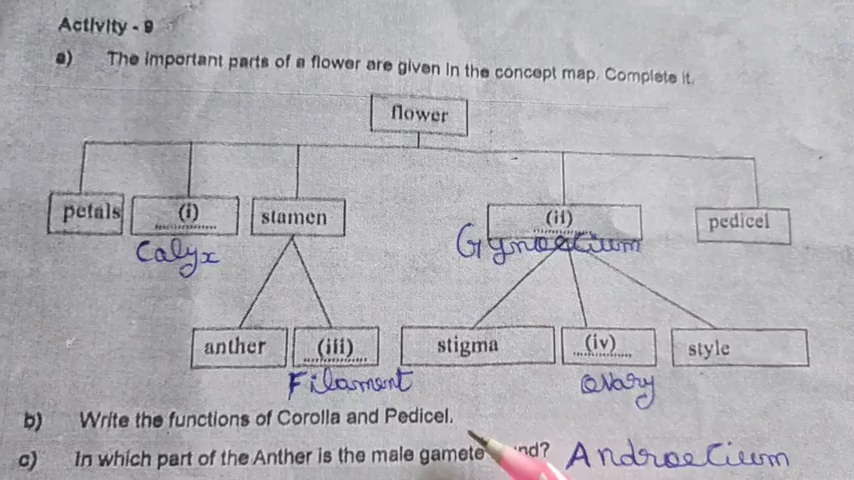 Activity - 9
a) The important parts of a flower are given in the concept map. Complete it.
flower
petals (i) stamen (ii) pedicel
Calyx Gynoecium
anther (iii) stigma (iv) style
Filament Ovary
b) Write the functions of Corolla and Pedicel.
c) In which part of the Anther is the male gamete und? Androecium